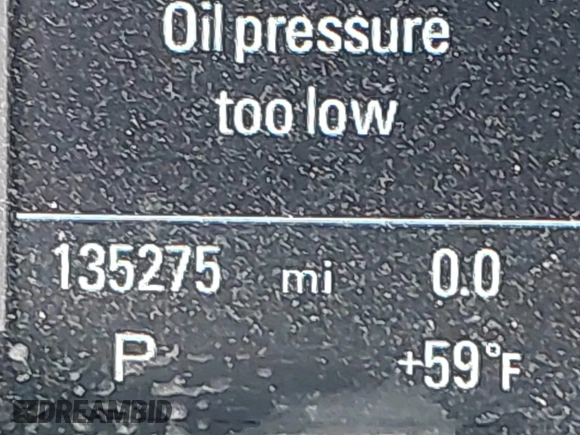 Oil pressure
too low
135275 mi 0.0
P +59°F
DREAMBID